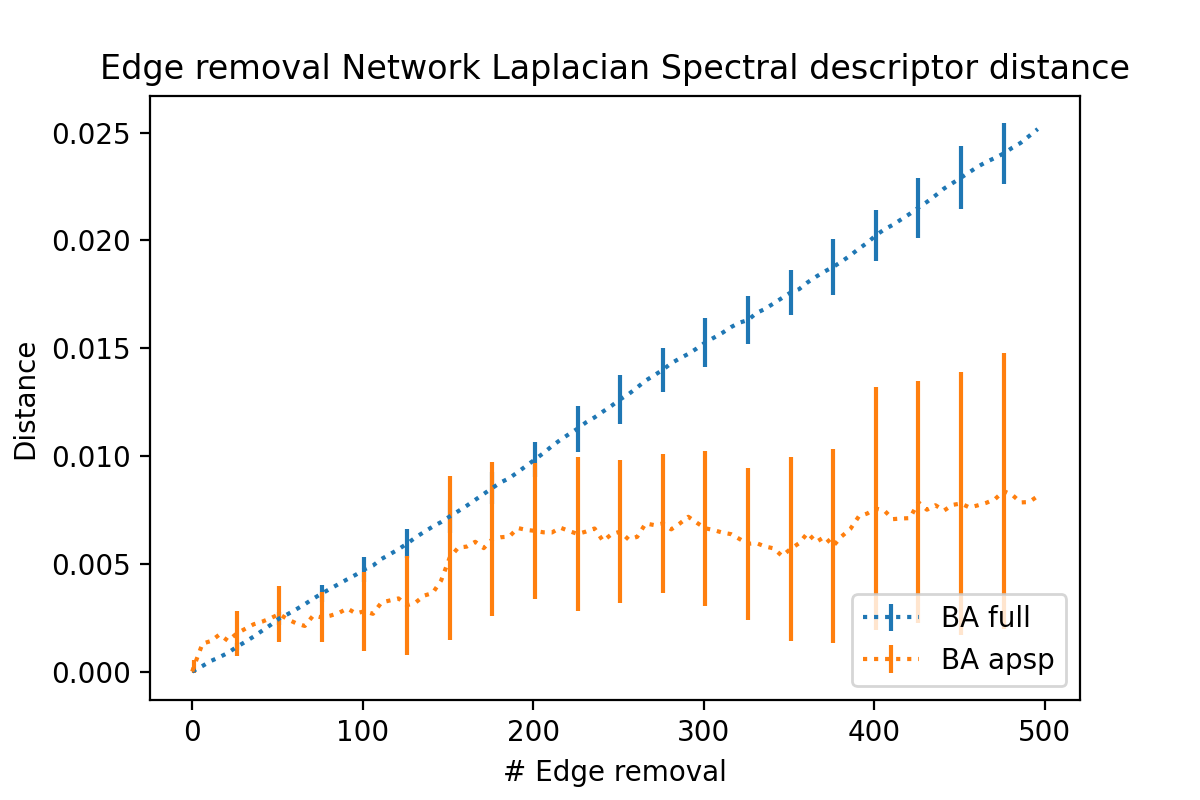 Edge removal Network Laplacian Spectral descriptor distance
0.025
0.020
0.015
0.010
0.005
0.000
Distance
BA full
BA apsp
0 100 200 300 400 500
# Edge removal